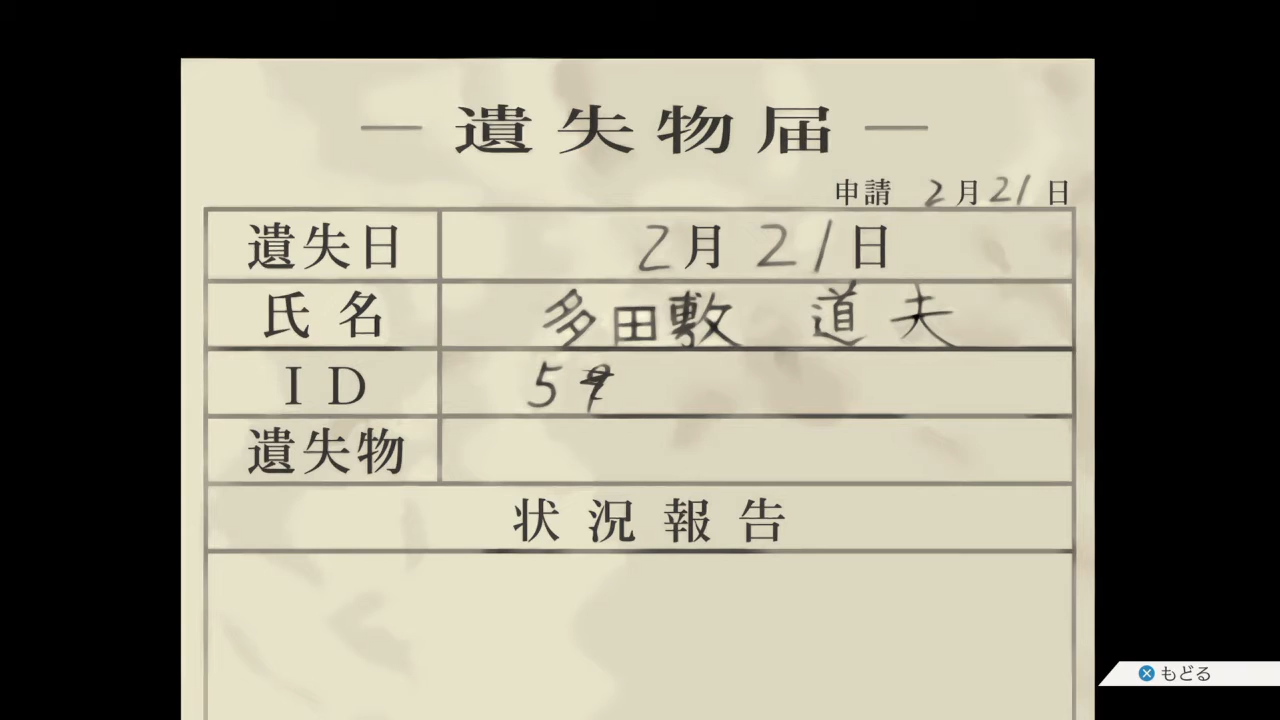 遺失物届
申請 2月21日
遺失日 2月21日
氏名 多田敷 道夫
ID 5
遺失物
状況報告
もどる